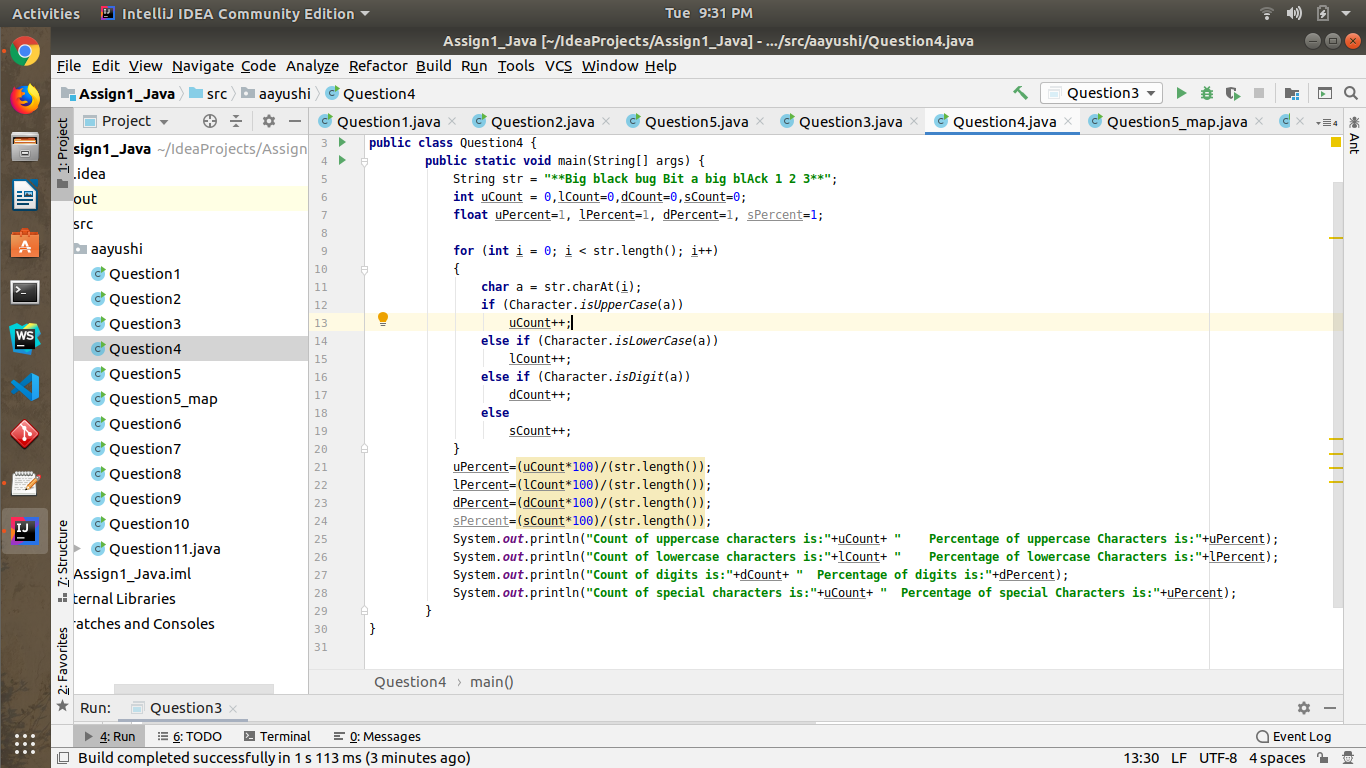 Activities IntelliJ IDEA Community Edition Tue 9:31 PM
Assign1_Java [~/IdeaProjects/Assign1_Java] - .../src/aayushi/Question4.java
File Edit View Navigate Code Analyze Refactor Build Run Tools VCS Window Help
Assign1_Java src aayushi Question4 Question3
Project Question1.java Question2.java Question5.java Question3.java Question4.java Question5_map.java
1: Project
Ant
sign1_Java ~/IdeaProjects/Assign
.idea
out
src
aayushi
Question1
Question2
Question3
Question4
Question5
Question5_map
Question6
Question7
Question8
Question9
Question10
Question11.java
Assign1_Java.iml
ternal Libraries
ratches and Consoles
7: Structure
2: Favorites
3 public class Question4 {
4 public static void main(String[] args) {
5 String str = "**Big black bug Bit a big blAck 1 2 3**";
6 int uCount = 0,lCount=0,dCount=0,sCount=0;
7 float uPercent=1, lPercent=1, dPercent=1, sPercent=1;
8
9 for (int i = 0; i < str.length(); i++)
10 {
11 char a = str.charAt(i);
12 if (Character.isUpperCase(a))
13 uCount++;
14 else if (Character.isLowerCase(a))
15 lCount++;
16 else if (Character.isDigit(a))
17 dCount++;
18 else
19 sCount++;
20 }
21 uPercent=(uCount*100)/(str.length());
22 lPercent=(lCount*100)/(str.length());
23 dPercent=(dCount*100)/(str.length());
24 sPercent=(sCount*100)/(str.length());
25 System.out.println("Count of uppercase characters is:"+uCount+ "    Percentage of uppercase Characters is:"+uPercent);
26 System.out.println("Count of lowercase characters is:"+lCount+ "    Percentage of lowercase Characters is:"+lPercent);
27 System.out.println("Count of digits is:"+dCount+ "  Percentage of digits is:"+dPercent);
28 System.out.println("Count of special characters is:"+uCount+ "  Percentage of special Characters is:"+uPercent);
29 }
30 }
31
Question4 › main()
Run: Question3
4: Run 6: TODO Terminal 0: Messages Event Log
Build completed successfully in 1 s 113 ms (3 minutes ago) 13:30 LF UTF-8 4 spaces